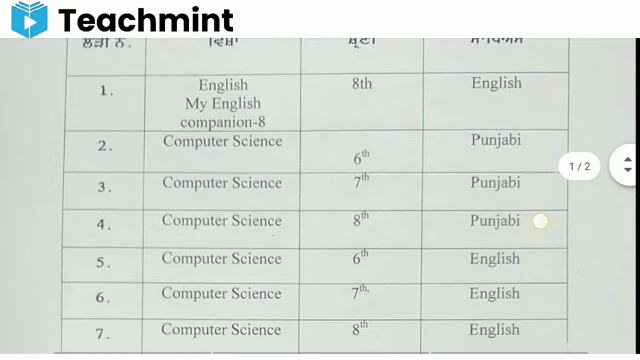 Teachmint
ਲੜੀ ਨੰ. ਵਿਸ਼ਾ ਸ਼੍ਰੇਣੀ ਮਾਧਿਅਮ
1. English 8th English
My English
companion-8
2. Computer Science 6th Punjabi
3. Computer Science 7th Punjabi
1 / 2
4. Computer Science 8th Punjabi
5. Computer Science 6th English
6. Computer Science 7th, English
7. Computer Science 8th English